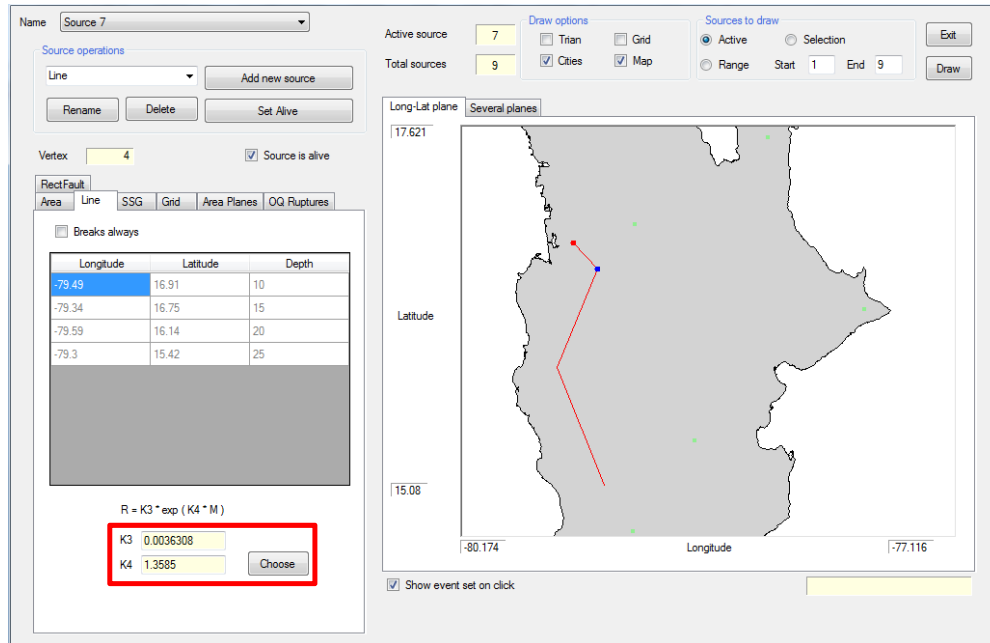 Name Source 7
Source operations
Line Add new source
Rename Delete Set Alive
Vertex 4 Source is alive
RectFault
Area Line SSG Grid Area Planes OQ Ruptures
Breaks always
Longitude Latitude Depth
-79.49 16.91 10
-79.34 16.75 15
-79.59 16.14 20
-79.3 15.42 25
R = K3 * exp ( K4 * M )
K3 0.0036308
K4 1.3585 Choose
Active source 7
Total sources 9
Draw options
Trian Grid
Cities Map
Sources to draw
Active Selection
Range Start 1 End 9
Exit
Draw
Long-Lat plane Several planes
17.621
Latitude
15.08
-80.174 Longitude -77.116
Show event set on click